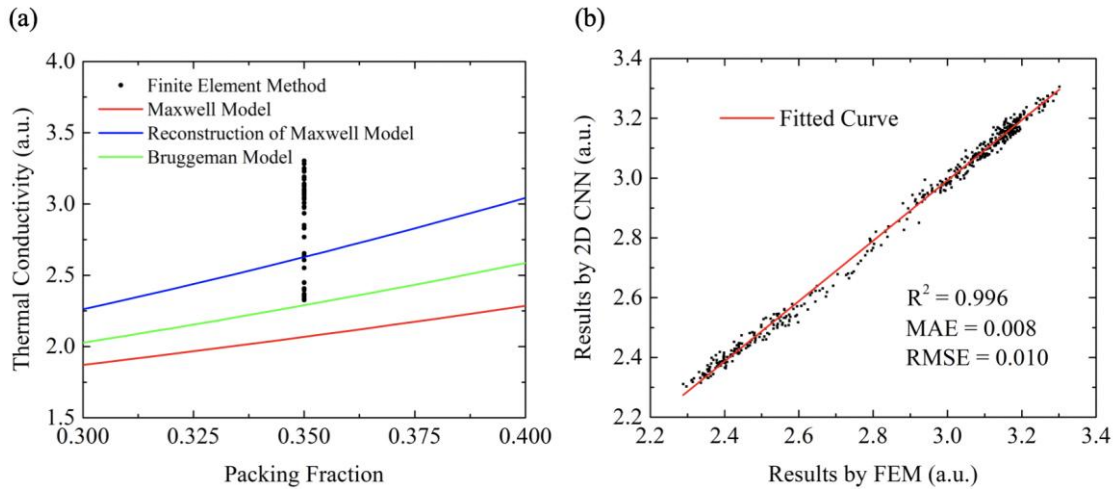 (a)
Thermal Conductivity (a.u.)
4.0
3.5
3.0
2.5
2.0
1.5
Finite Element Method
Maxwell Model
Reconstruction of Maxwell Model
Bruggeman Model
0.300
0.325
0.350
0.375
0.400
Packing Fraction
(b)
Results by 2D CNN (a.u.)
3.4
3.2
3.0
2.8
2.6
2.4
2.2
Fitted Curve
R² = 0.996
MAE = 0.008
RMSE = 0.010
2.2
2.4
2.6
2.8
3.0
3.2
3.4
Results by FEM (a.u.)